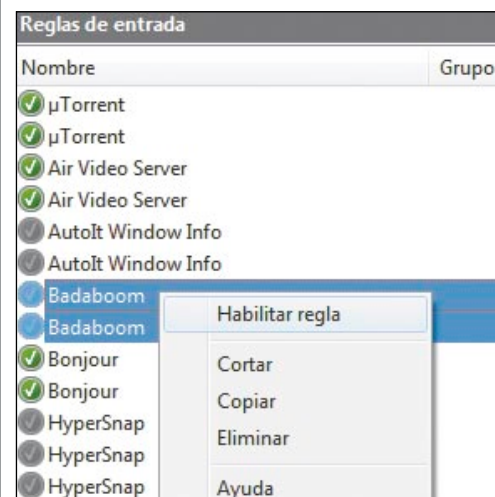 Reglas de entrada
Nombre Grupo
µTorrent
µTorrent
Air Video Server
Air Video Server
AutoIt Window Info
AutoIt Window Info
Badaboom
Badaboom
Habilitar regla
Bonjour
Cortar
Bonjour
Copiar
HyperSnap
Eliminar
HyperSnap
HyperSnap
Ayuda